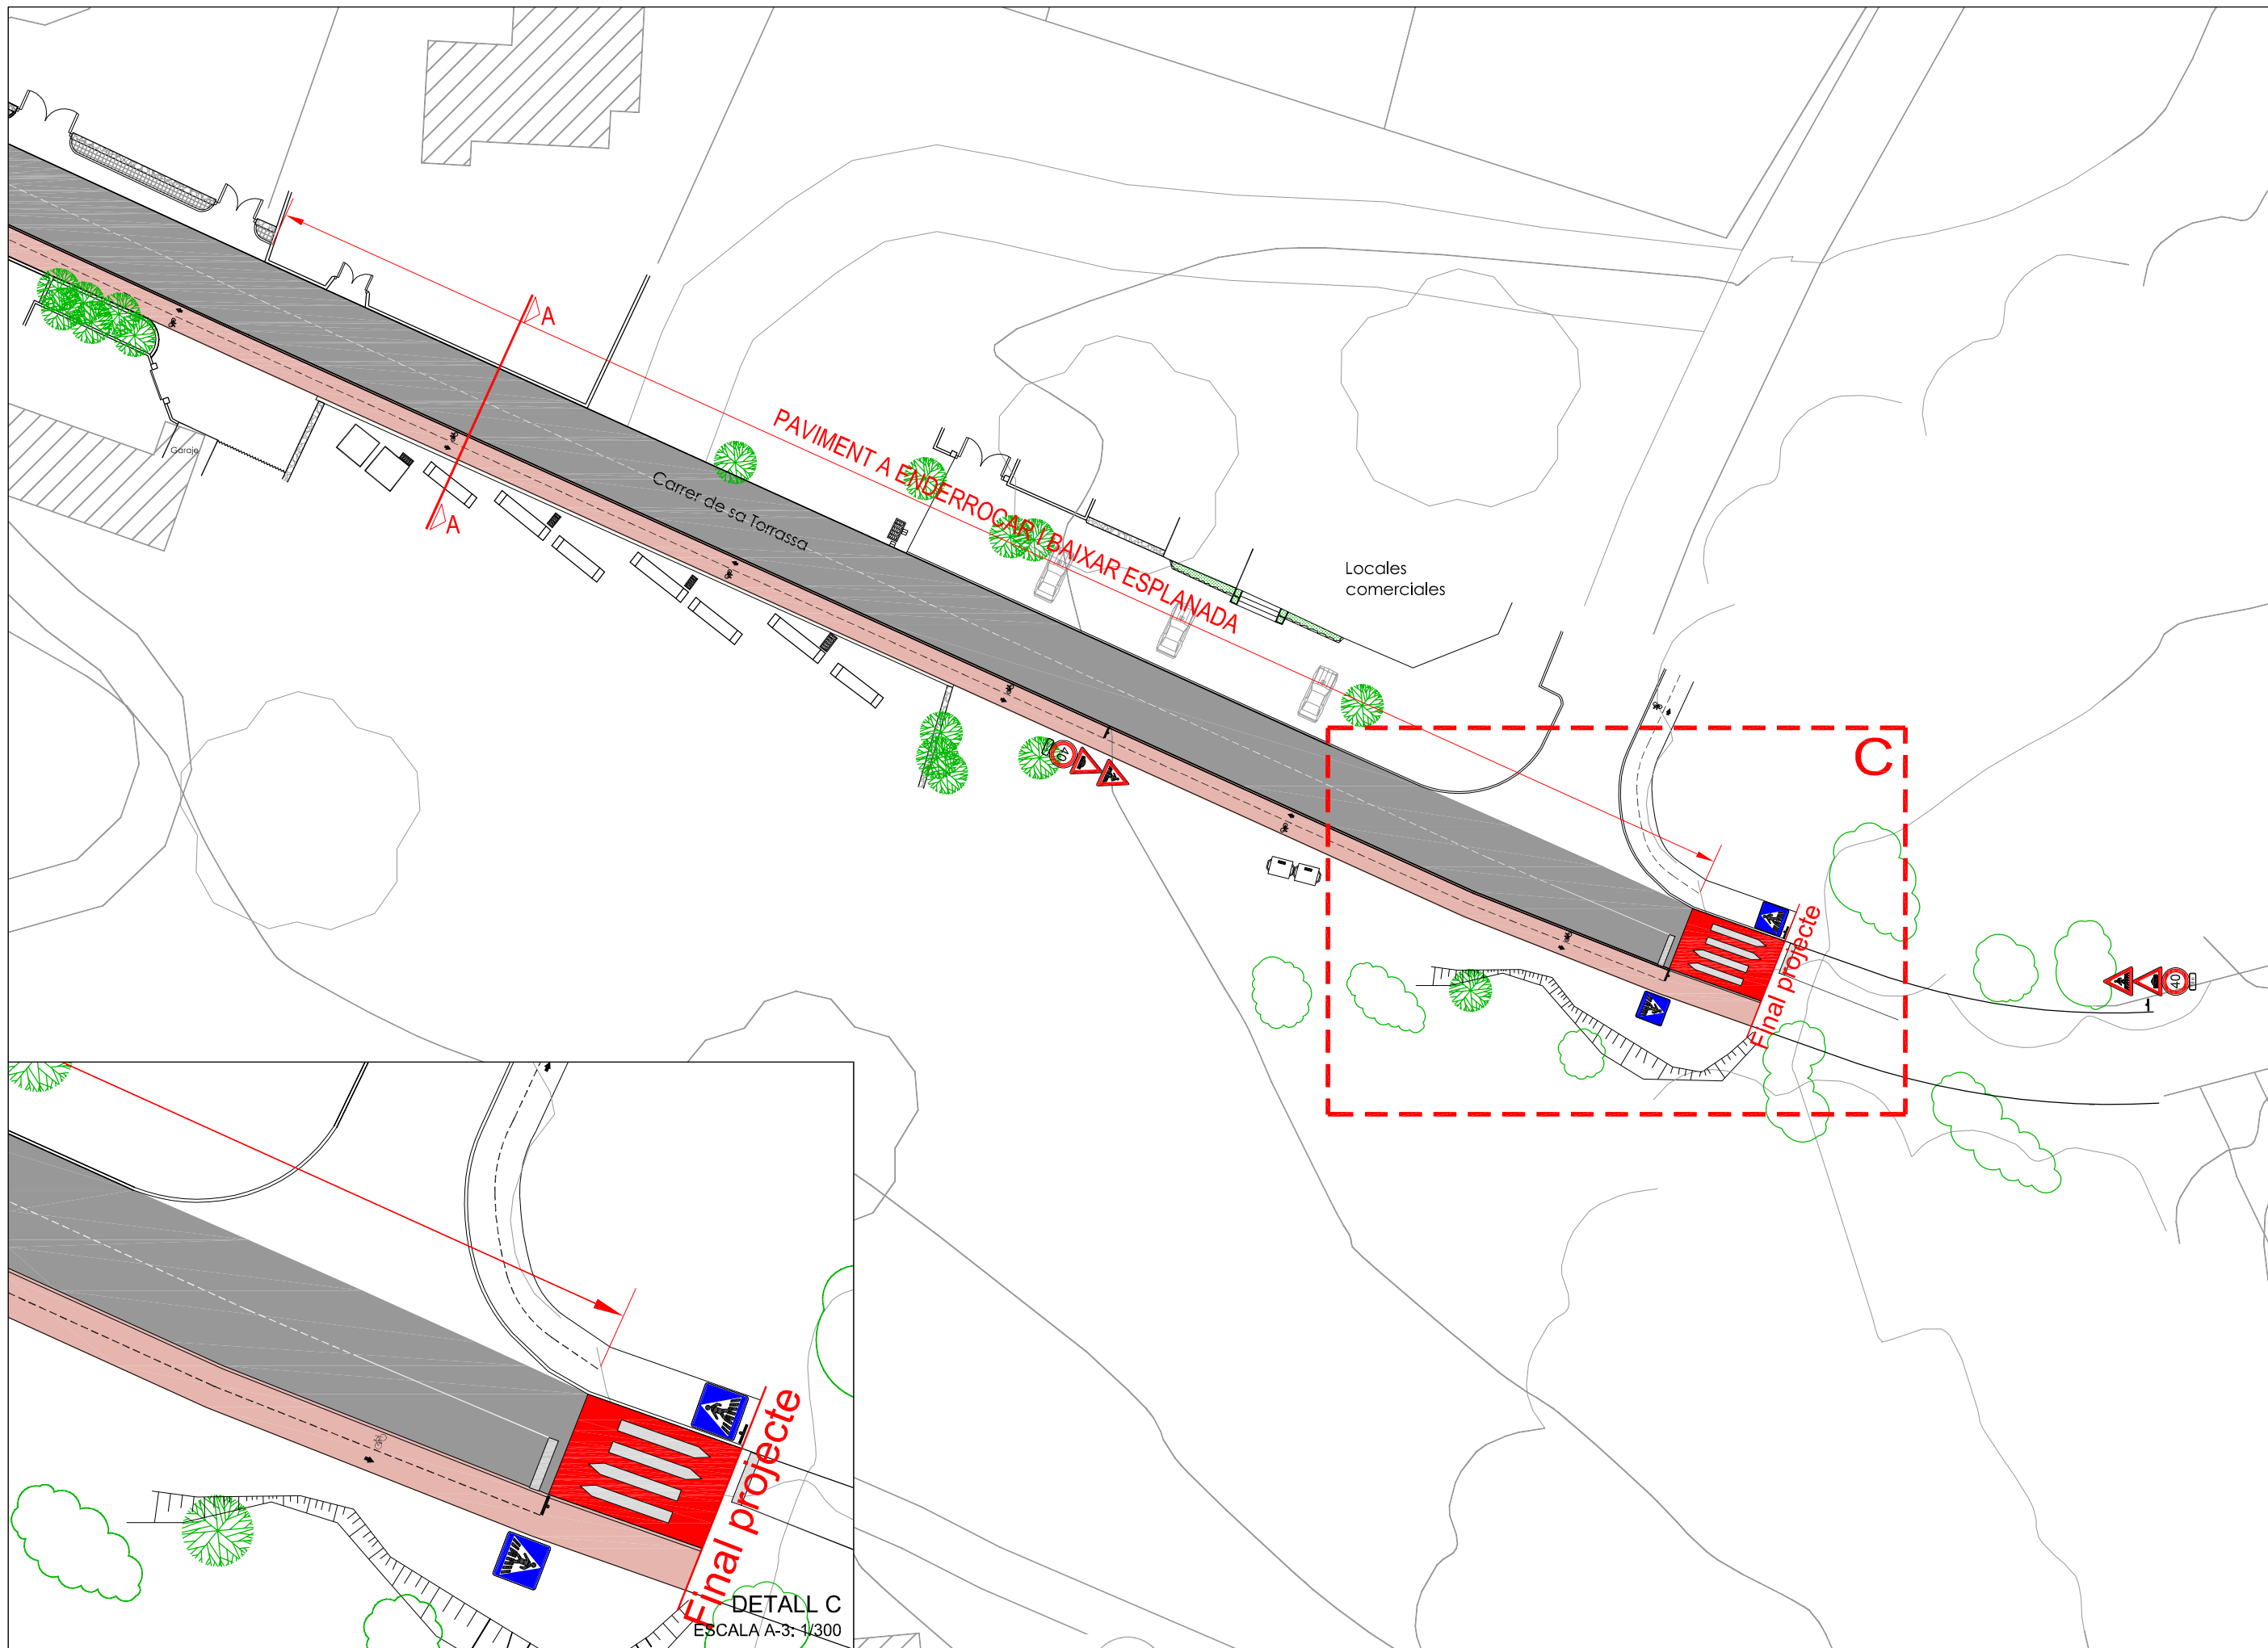 A
A
PAVIMENT A ENDERROCAR I BAIXAR ESPLANADA
Carrer de sa Torrassa
Garaje
Locales
comerciales
C
40
40
Final projecte
Final projecte
DETALL C
ESCALA A-3: 1/300